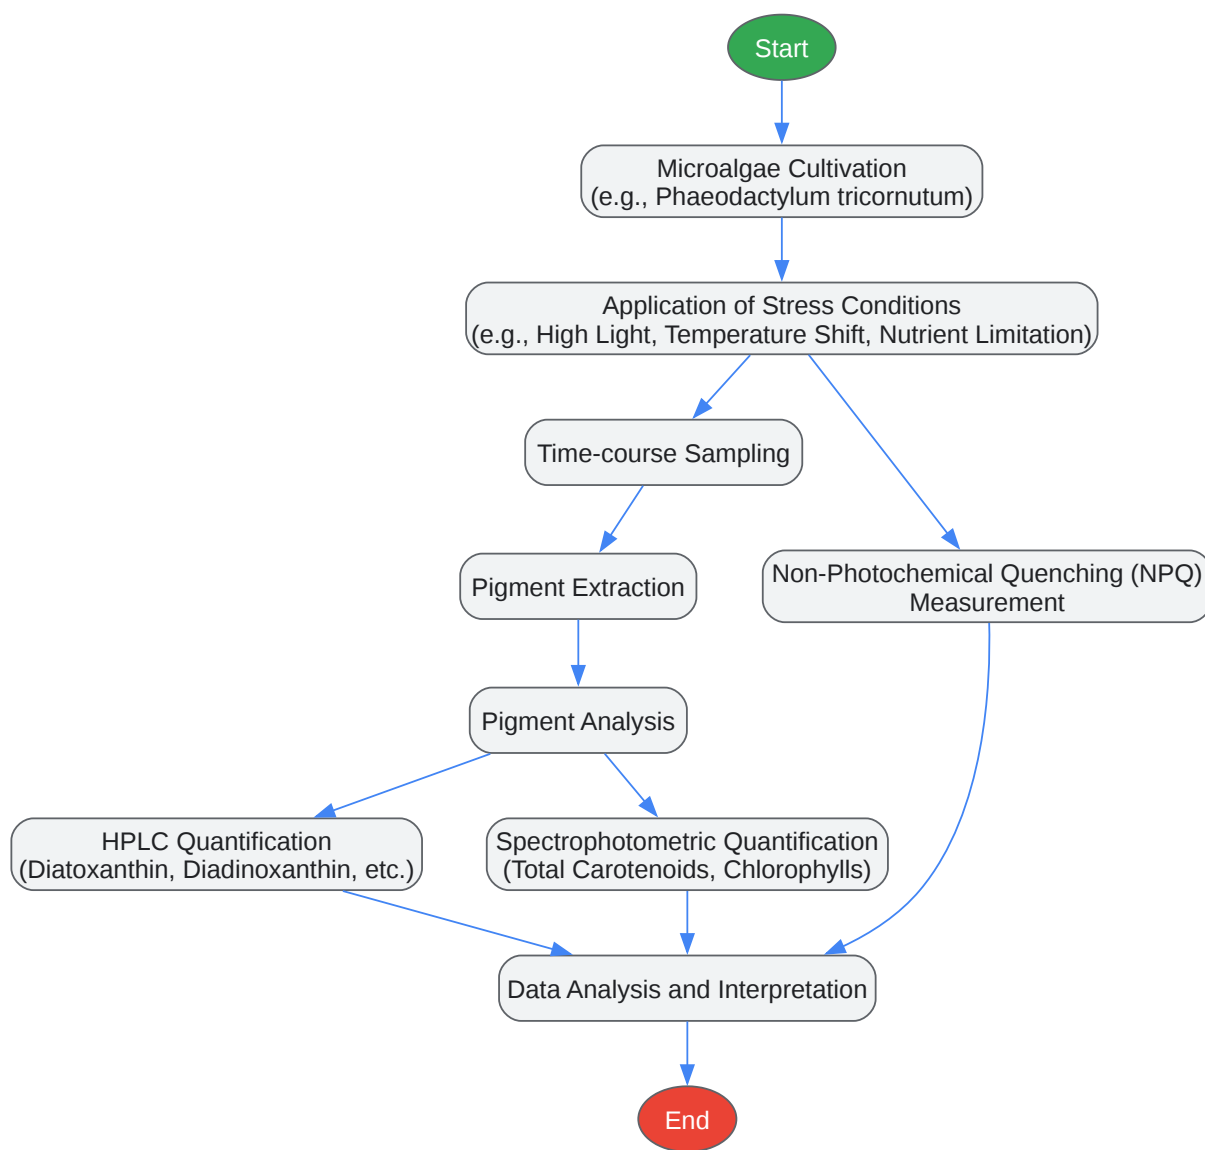 Start
Microalgae Cultivation
(e.g., Phaeodactylum tricornutum)
Application of Stress Conditions
(e.g., High Light, Temperature Shift, Nutrient Limitation)
Time-course Sampling
Non-Photochemical Quenching (NPQ)
Measurement
Pigment Extraction
Pigment Analysis
HPLC Quantification
(Diatoxanthin, Diadinoxanthin, etc.)
Spectrophotometric Quantification
(Total Carotenoids, Chlorophylls)
Data Analysis and Interpretation
End